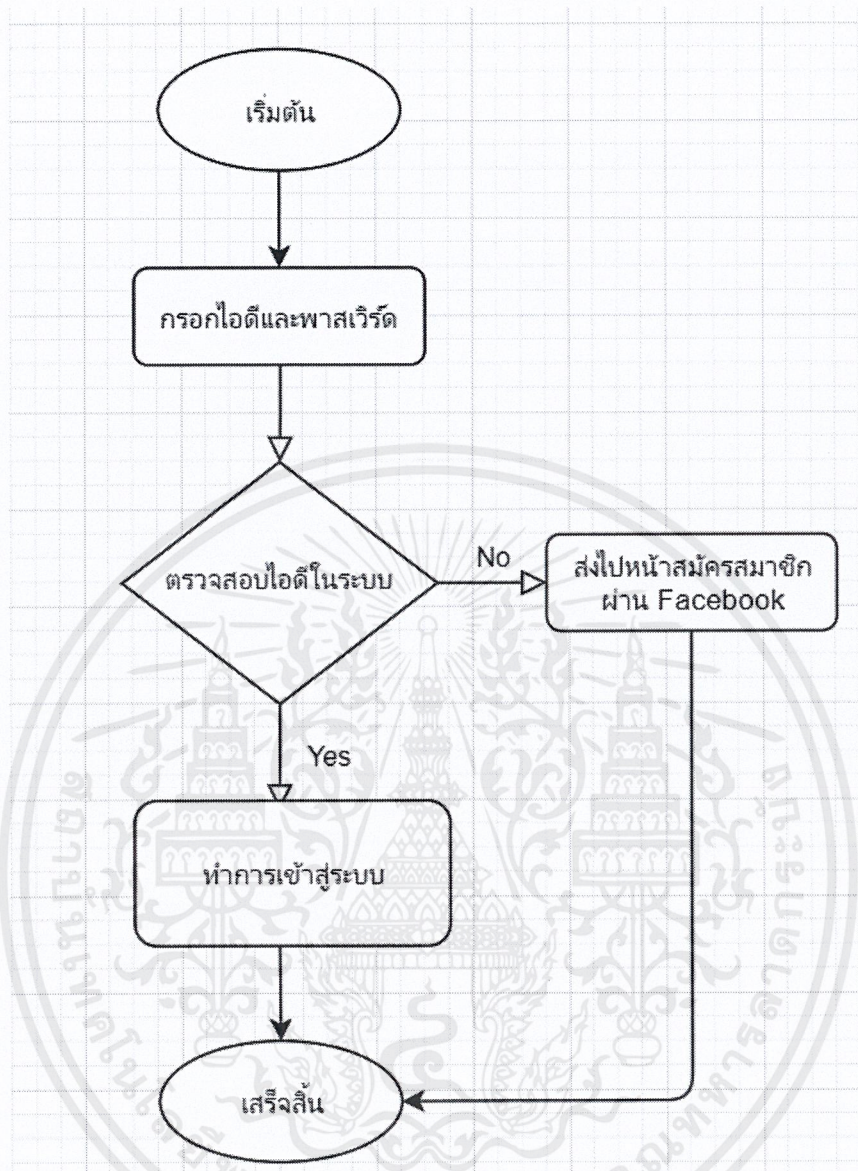 เริ่มต้น
กรอกไอดีและพาสเวิร์ด
ตรวจสอบไอดีในระบบ
No
ส่งไปหน้าสมัครสมาชิก
ผ่าน Facebook
Yes
ทำการเข้าสู่ระบบ
เสร็จสิ้น